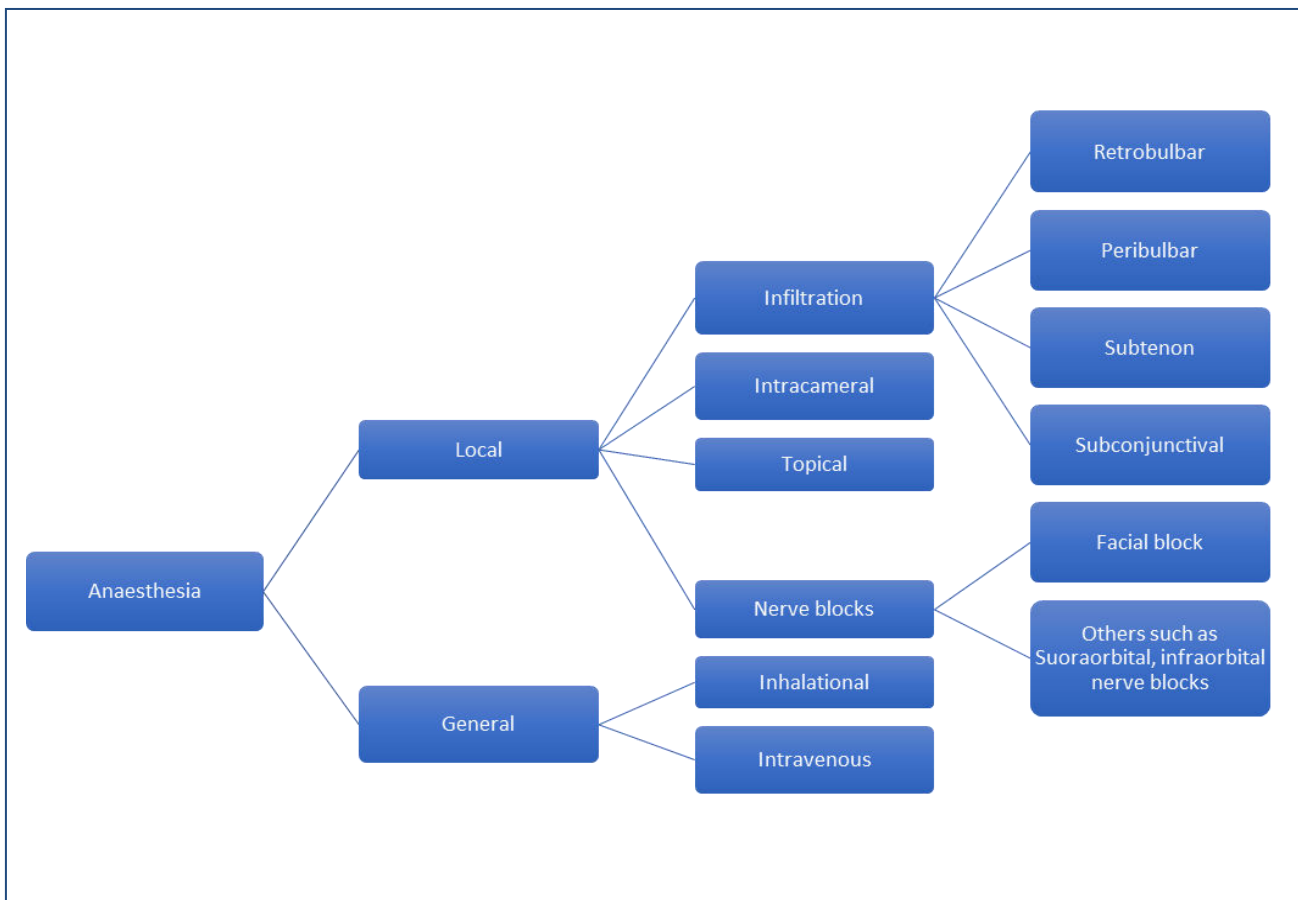 Anaesthesia
Local
General
Infiltration
Intracameral
Topical
Nerve blocks
Inhalational
Intravenous
Retrobulbar
Peribulbar
Subtenon
Subconjunctival
Facial block
Others such as
Suoraorbital, infraorbital
nerve blocks